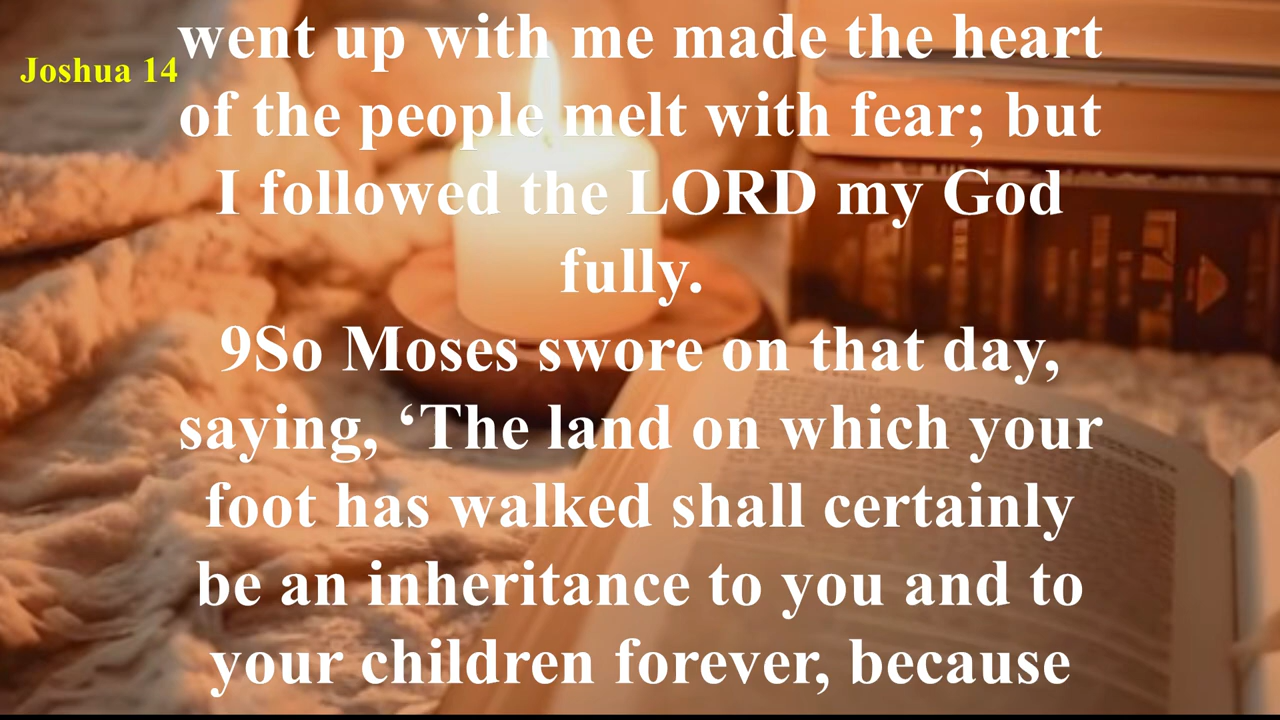 Joshua 14
went up with me made the heart
of the people melt with fear; but
I followed the LORD my God
fully.
9So Moses swore on that day,
saying, ‘The land on which your
foot has walked shall certainly
be an inheritance to you and to
your children forever, because